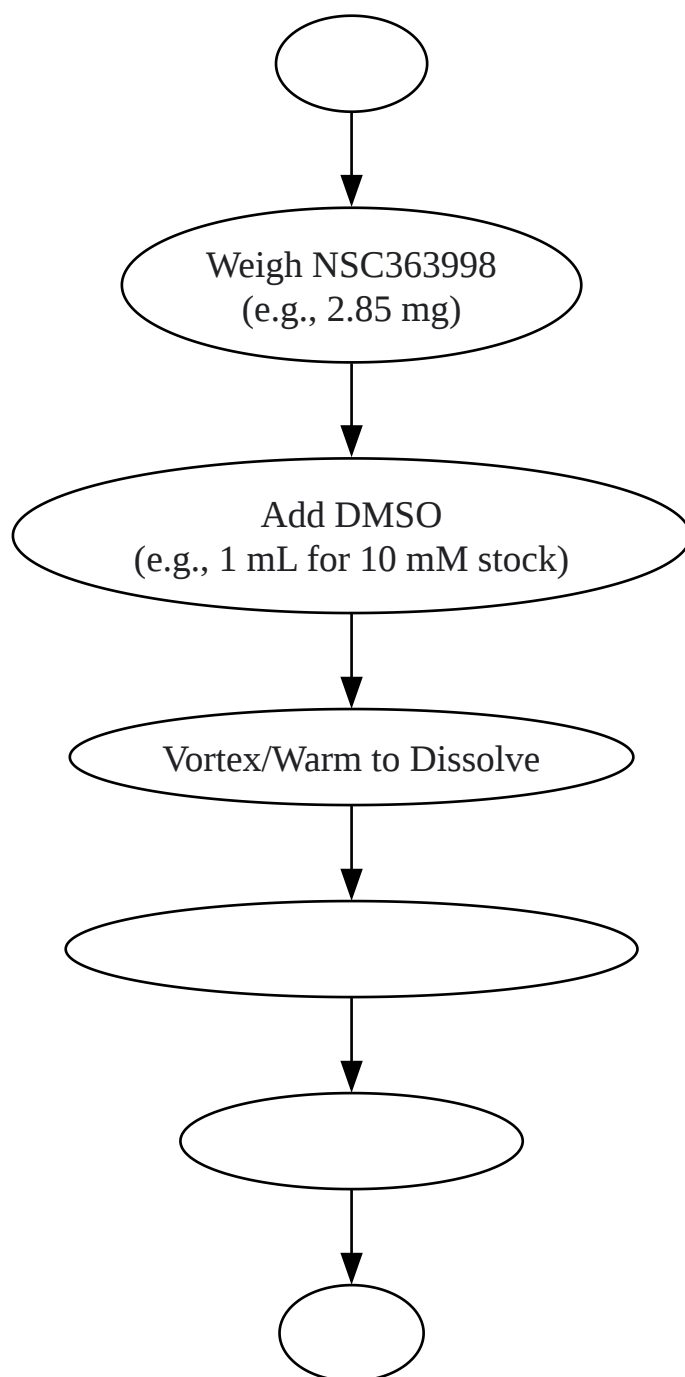 Weigh NSC363998
(e.g., 2.85 mg)
Add DMSO
(e.g., 1 mL for 10 mM stock)
Vortex/Warm to Dissolve